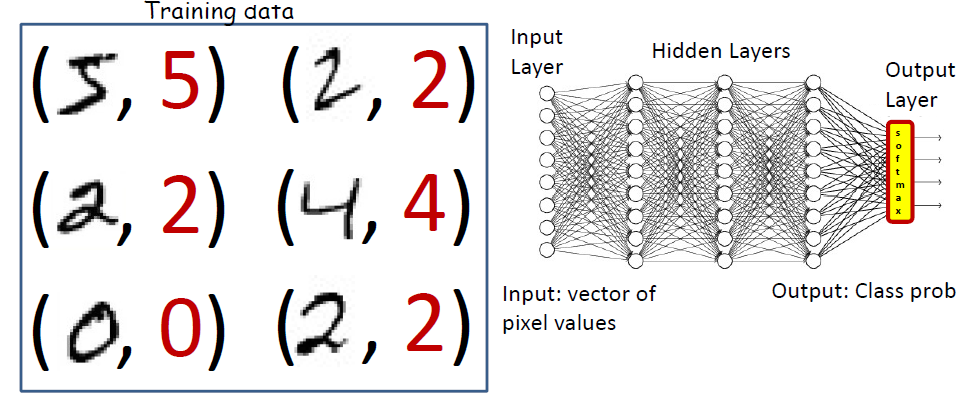 Training data
(5, 5) (2, 2)
(2, 2) (4, 4)
(0, 0) (2, 2)
Input
Layer
Hidden Layers
Output
Layer
softmax
Input: vector of
pixel values
Output: Class prob